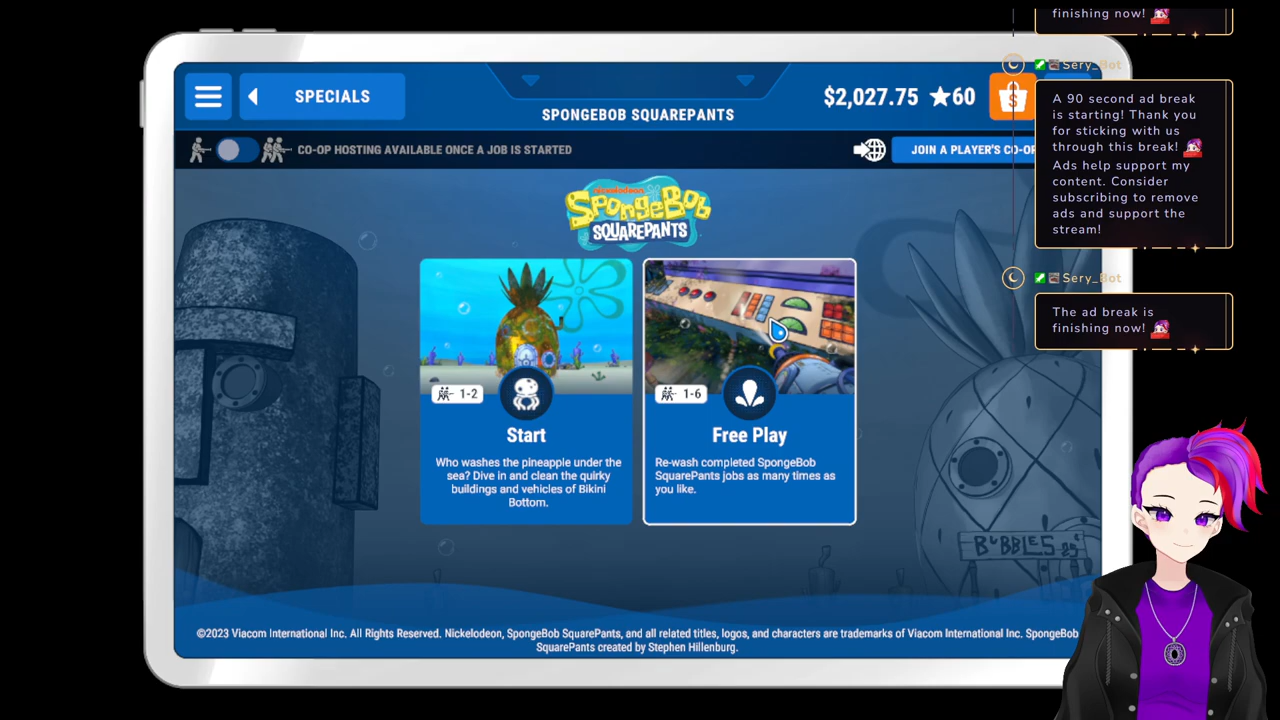 SPECIALS
SPONGEBOB SQUAREPANTS
$2,027.75 ★60
S
CO-OP HOSTING AVAILABLE ONCE A JOB IS STARTED
JOIN A PLAYER'S CO-OP
nickelodeon
SPONGEBOB
SQUAREPANTS
1-2
Start
Who washes the pineapple under the
sea? Dive in and clean the quirky
buildings and vehicles of Bikini
Bottom.
1-6
Free Play
Re-wash completed SpongeBob
SquarePants jobs as many times as
you like.
BUBBLES 25¢
©2023 Viacom International Inc. All Rights Reserved. Nickelodeon, SpongeBob SquarePants, and all related titles, logos, and characters are trademarks of Viacom International Inc. SpongeBob
SquarePants created by Stephen Hillenburg.
finishing now!
Sery_Bot
A 90 second ad break
is starting! Thank you
for sticking with us
through this break!
Ads help support my
content. Consider
subscribing to remove
ads and support the
stream!
Sery_Bot
The ad break is
finishing now!